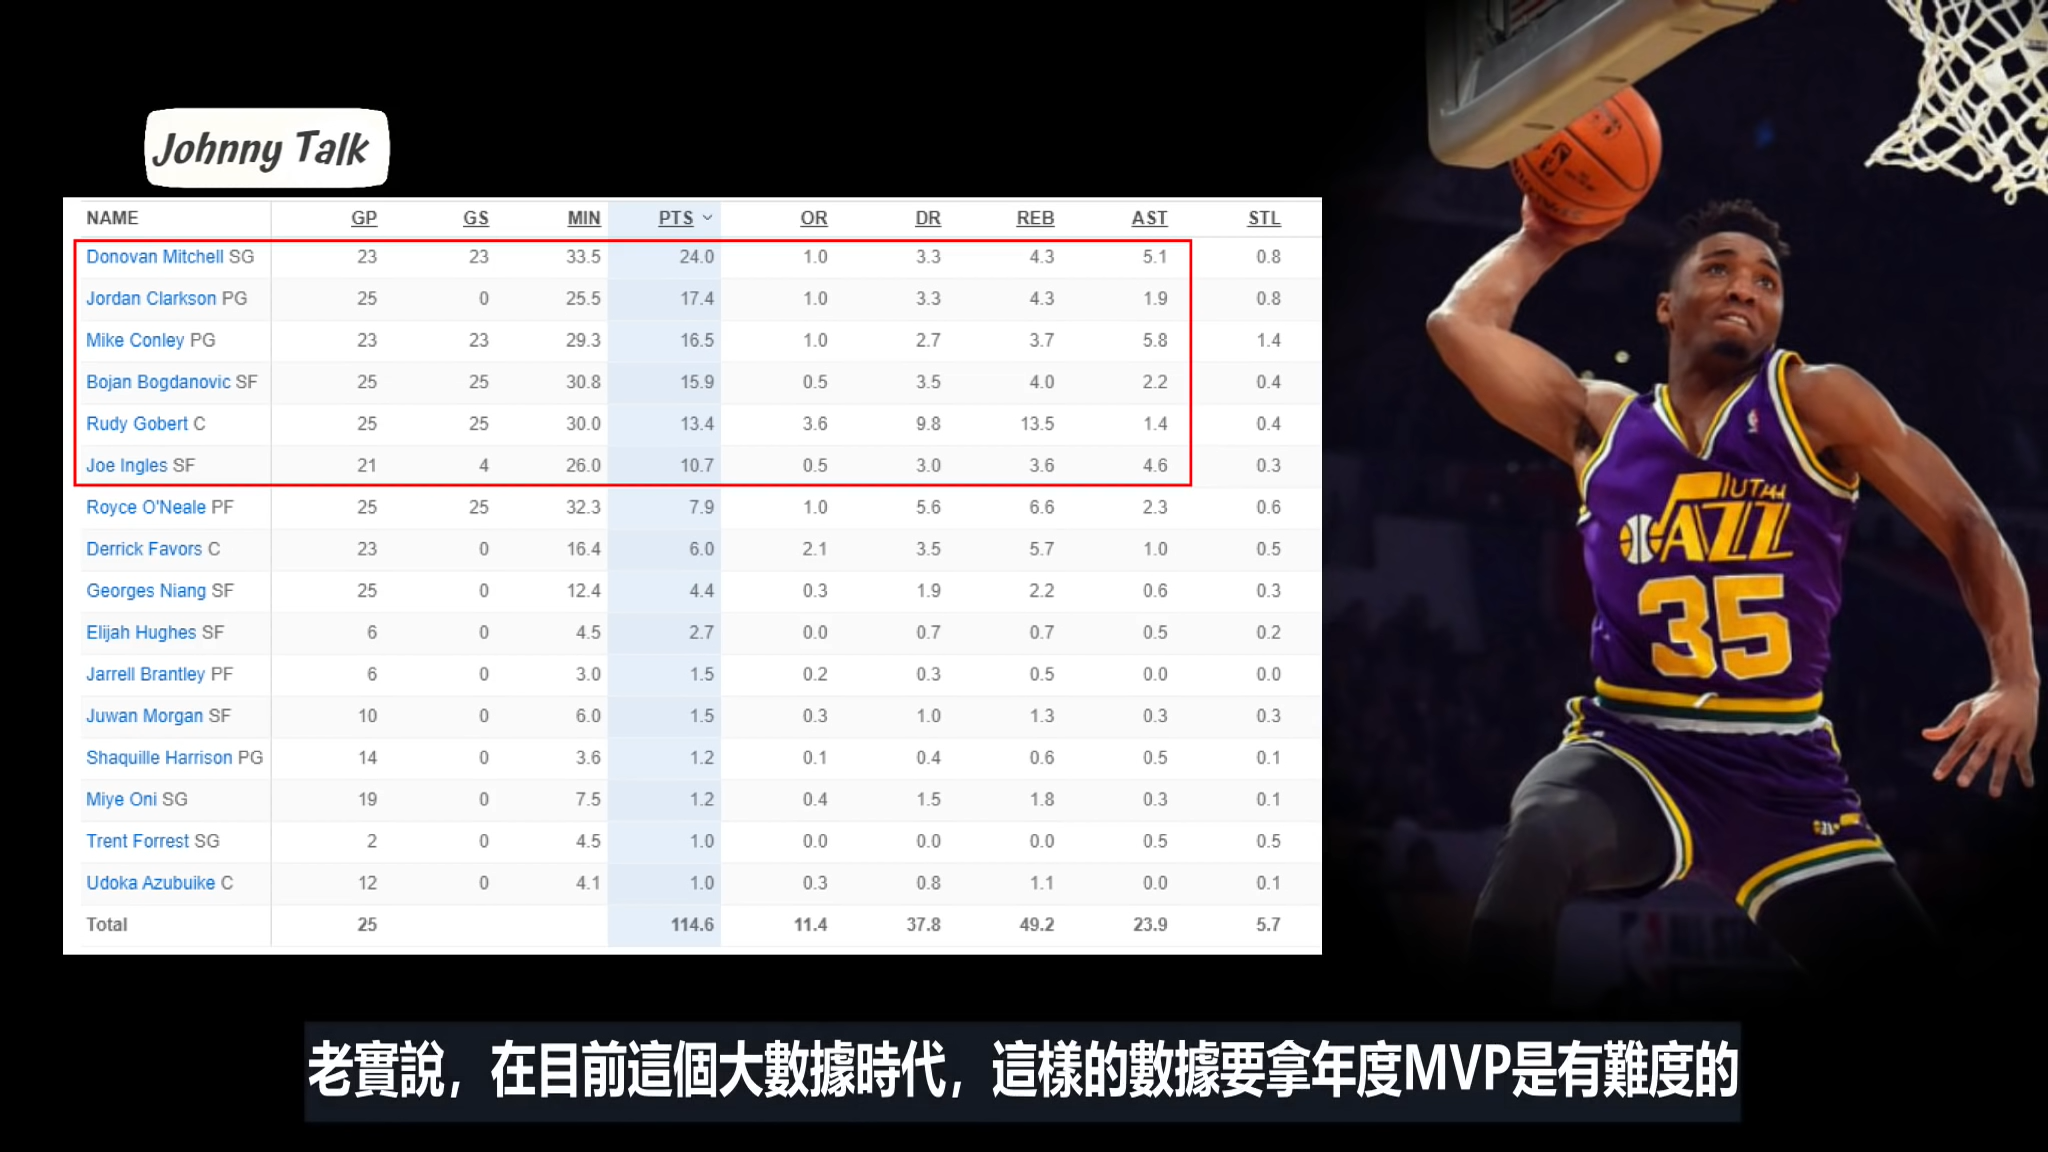 Johnny Talk
NAME GP GS MIN PTS OR DR REB AST STL
Donovan Mitchell SG 23 23 33.5 24.0 1.0 3.3 4.3 5.1 0.8
Jordan Clarkson PG 25 0 25.5 17.4 1.0 3.3 4.3 1.9 0.8
Mike Conley PG 23 23 29.3 16.5 1.0 2.7 3.7 5.8 1.4
Bojan Bogdanovic SF 25 25 30.8 15.9 0.5 3.5 4.0 2.2 0.4
Rudy Gobert C 25 25 30.0 13.4 3.6 9.8 13.5 1.4 0.4
Joe Ingles SF 21 4 26.0 10.7 0.5 3.0 3.6 4.6 0.3
Royce O'Neale PF 25 25 32.3 7.9 1.0 5.6 6.6 2.3 0.6
Derrick Favors C 23 0 16.4 6.0 2.1 3.5 5.7 1.0 0.5
Georges Niang SF 25 0 12.4 4.4 0.3 1.9 2.2 0.6 0.3
Elijah Hughes SF 6 0 4.5 2.7 0.0 0.7 0.7 0.5 0.2
Jarrell Brantley PF 6 0 3.0 1.5 0.2 0.3 0.5 0.0 0.0
Juwan Morgan SF 10 0 6.0 1.5 0.3 1.0 1.3 0.3 0.3
Shaquille Harrison PG 14 0 3.6 1.2 0.1 0.4 0.6 0.5 0.1
Miye Oni SG 19 0 7.5 1.2 0.4 1.5 1.8 0.3 0.1
Trent Forrest SG 2 0 4.5 1.0 0.0 0.0 0.0 0.5 0.5
Udoka Azubuike C 12 0 4.1 1.0 0.3 0.8 1.1 0.0 0.1
Total 25 114.6 11.4 37.8 49.2 23.9 5.7
UTAH
JAZZ
35
老實說，在目前這個大數據時代，這樣的數據要拿年度MVP是有難度的